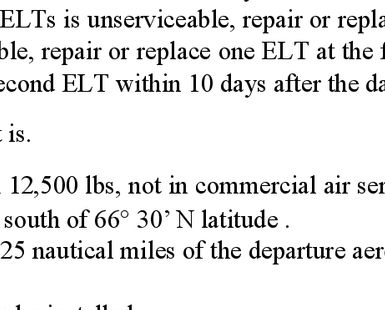 ELTs is unserviceable, repair or repla
ble, repair or replace one ELT at the f
econd ELT within 10 days after the da
is.
12,500 lbs, not in commercial air ser
south of 66° 30’ N latitude .
25 nautical miles of the departure aer